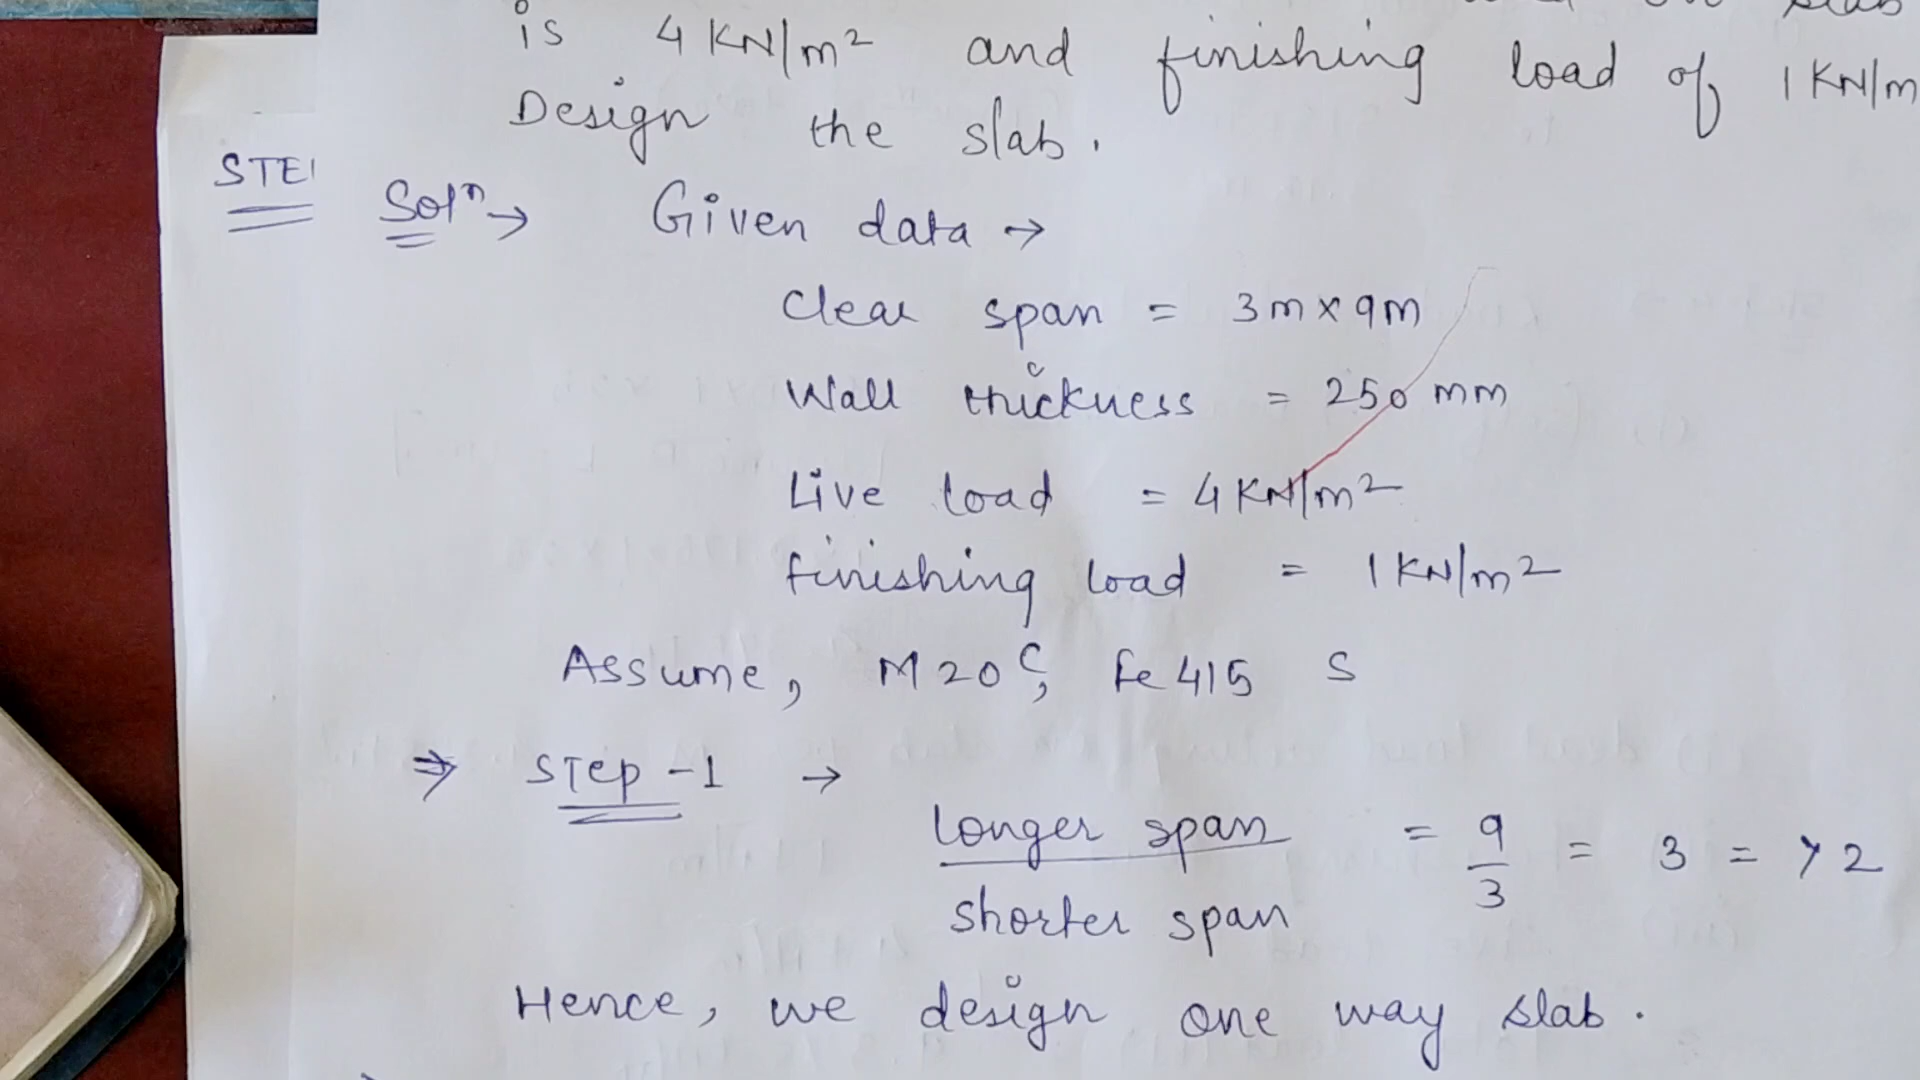 is 4 KN/m² and finishing load of 1 KN/m
Design the slab.
STE
Solⁿ → Given data →
Clear span = 3m x 9m
Wall thickness = 250 mm
Live load = 4 KN/m²
finishing load = 1 KN/m²
Assume, M20 C, Fe 415 S
⇒ STep -1 →
longer span / shorter span = 9/3 = 3 = > 2
Hence, we design one way slab.